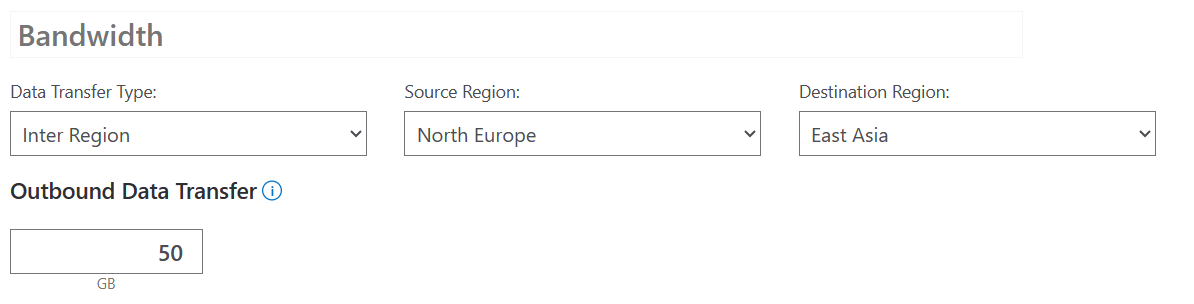 Bandwidth
Data Transfer Type: Source Region: Destination Region:
Inter Region North Europe East Asia
Outbound Data Transfer
50
GB